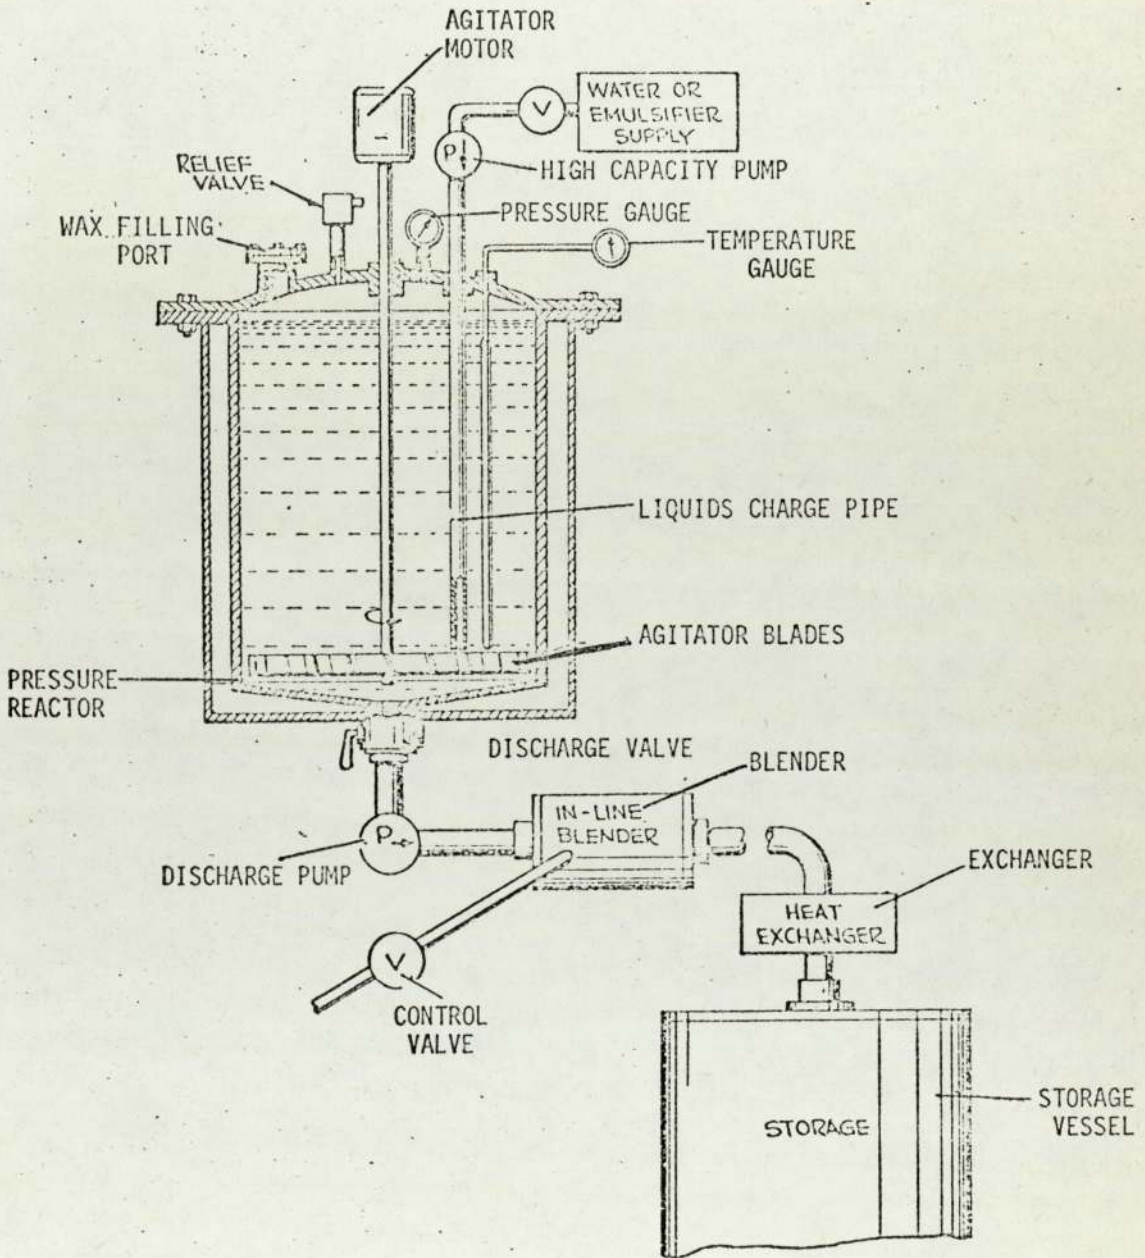 AGITATOR
MOTOR
WATER OR
EMULSIFIER
SUPPLY
V
P
HIGH CAPACITY PUMP
RELIEF
VALVE
PRESSURE GAUGE
WAX FILLING
PORT
TEMPERATURE
GAUGE
LIQUIDS CHARGE PIPE
AGITATOR BLADES
PRESSURE
REACTOR
DISCHARGE VALVE
BLENDER
IN-LINE
BLENDER
P
DISCHARGE PUMP
EXCHANGER
HEAT
EXCHANGER
V
CONTROL
VALVE
STORAGE
VESSEL
STORAGE